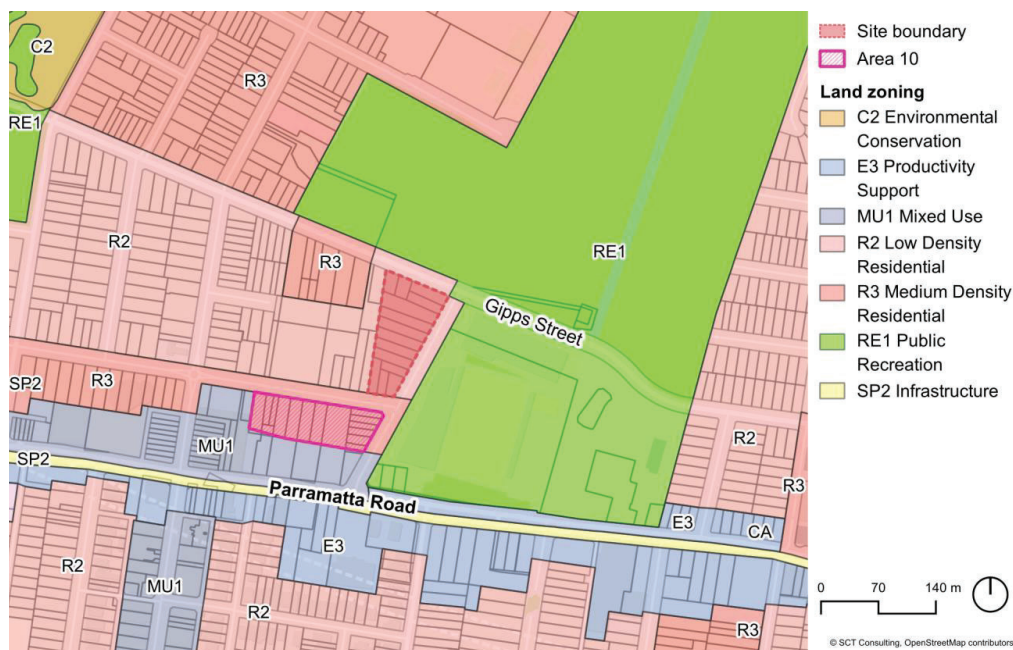 C2
RE1
R3
R2
R3
RE1
Gipps Street
SP2
R3
MU1
SP2
Parramatta Road
R2
R3
E3
CA
E3
R2
MU1
R2
R3
Site boundary
Area 10
Land zoning
C2 Environmental
Conservation
E3 Productivity
Support
MU1 Mixed Use
R2 Low Density
Residential
R3 Medium Density
Residential
RE1 Public
Recreation
SP2 Infrastructure
0 70 140 m
© SCT Consulting, OpenStreetMap contributors